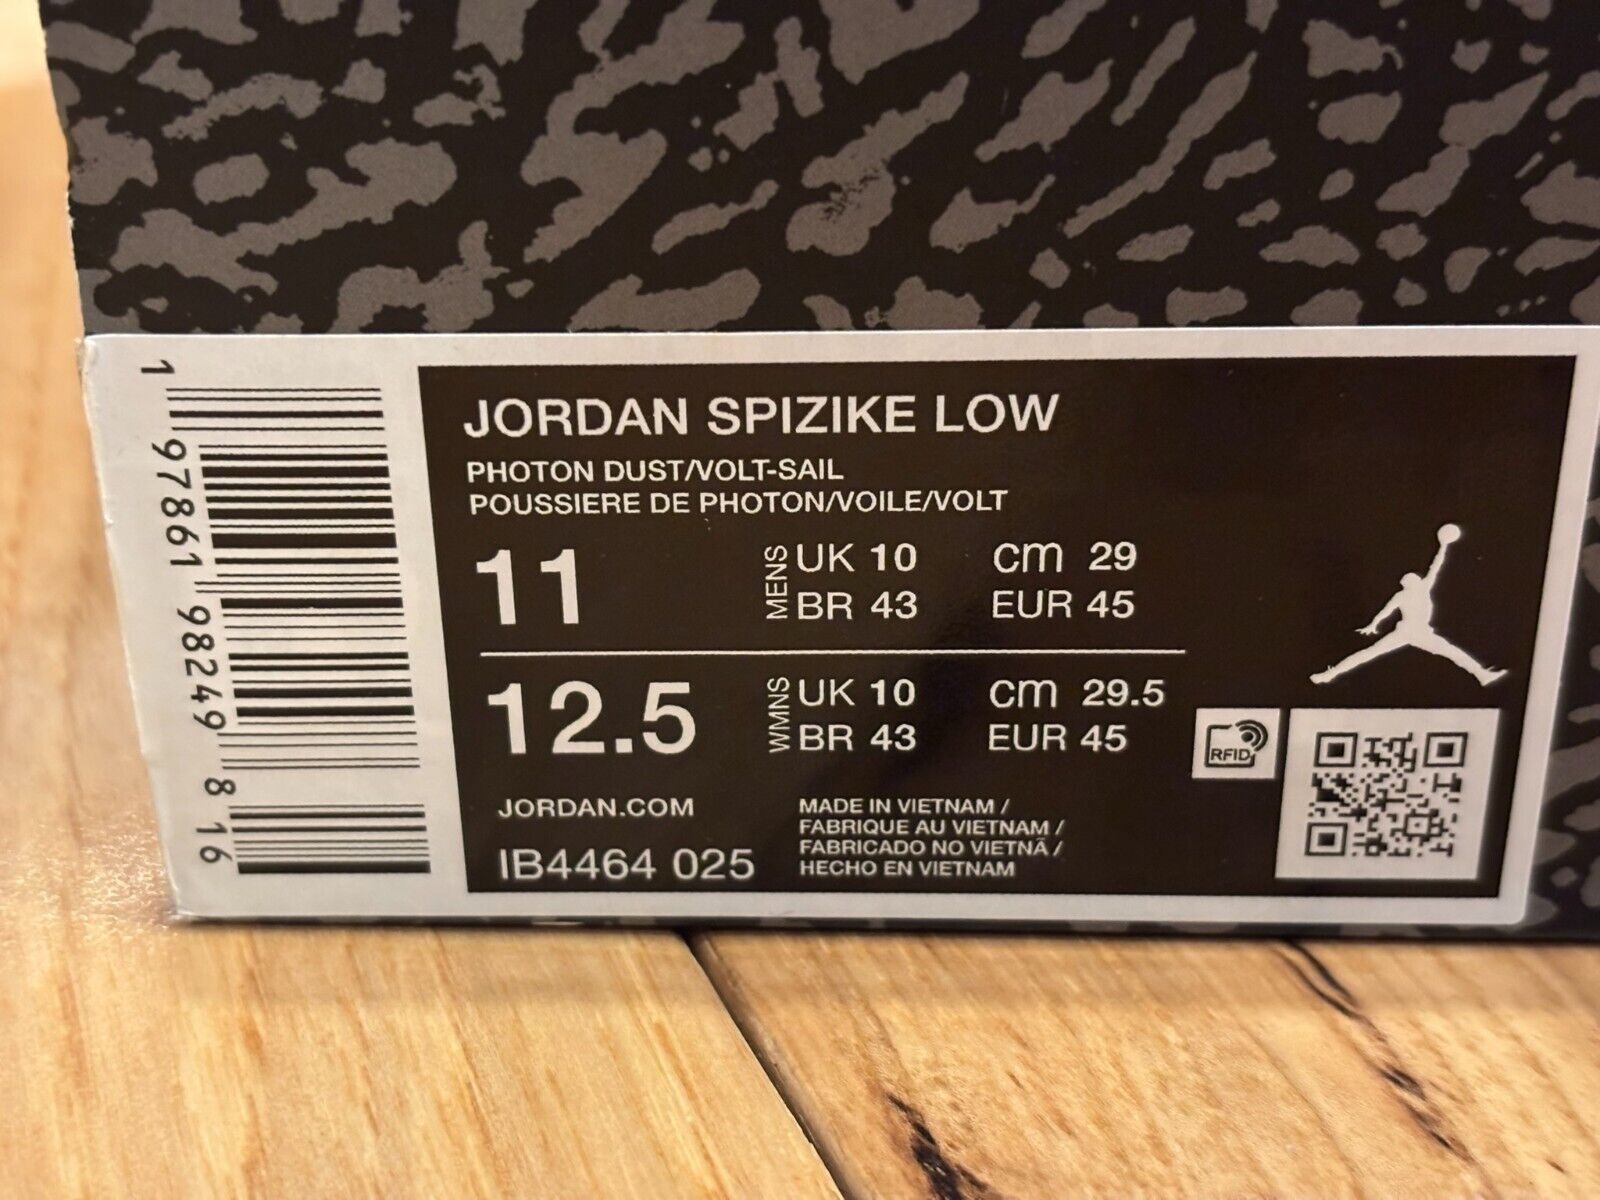 JORDAN SPIZIKE LOW
PHOTON DUST/VOLT-SAIL
POUSSIERE DE PHOTON/VOILE/VOLT
11 MENS UK 10 cm 29
BR 43 EUR 45
12.5 WMNS UK 10 cm 29.5
BR 43 EUR 45
RFID
JORDAN.COM
IB4464 025
MADE IN VIETNAM /
FABRIQUE AU VIETNAM /
FABRICADO NO VIETNÃ /
HECHO EN VIETNAM
1 97861 98249 8 16